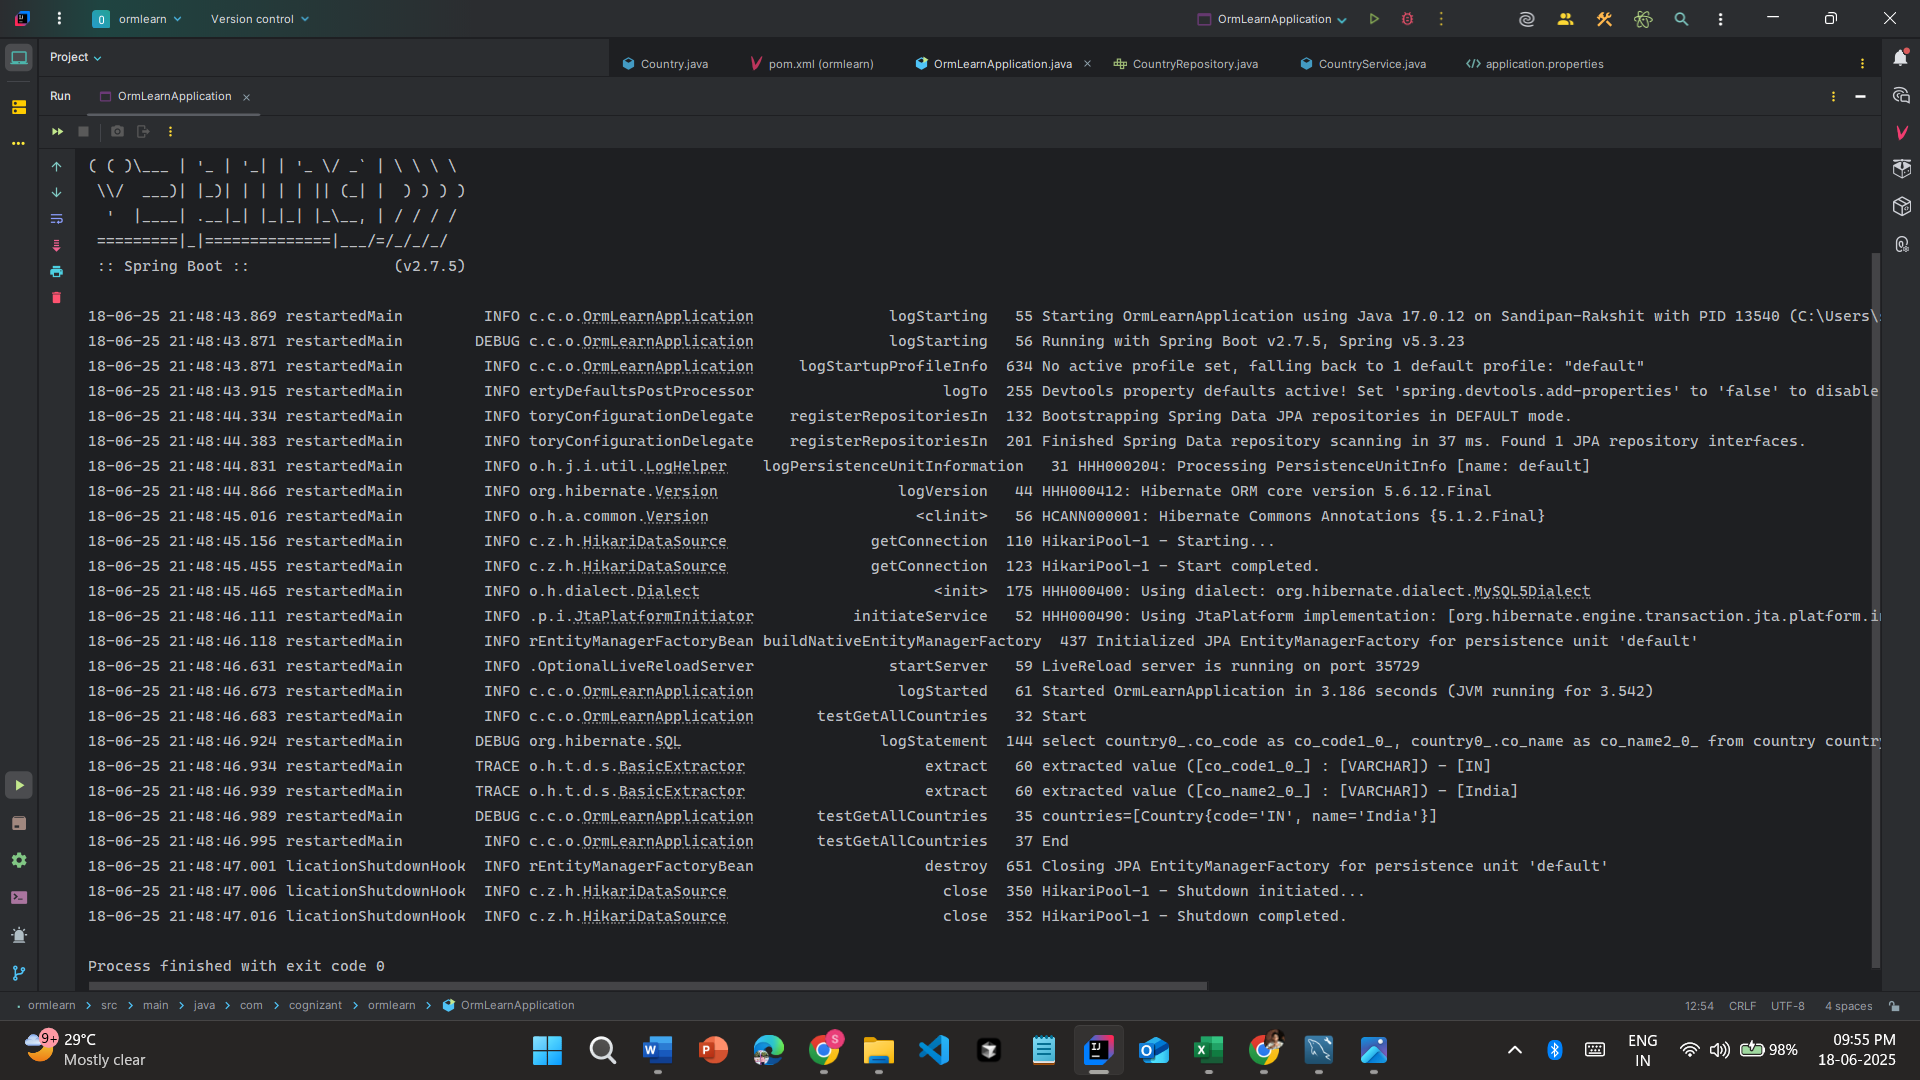 ormlearn
Version control
OrmLearnApplication
Project
Country.java
pom.xml (ormlearn)
OrmLearnApplication.java
CountryRepository.java
CountryService.java
application.properties
Run
OrmLearnApplication
( ( )\___ | '_ | '_| | '_ \/ _` | \ \ \ \
\\/  ___)| |_)| | | | | || (_| |  ) ) ) )
'  |____| .__|_| |_|_| |_\__, | / / / /
=========|_|==============|___/=/_/_/_/
:: Spring Boot ::                (v2.7.5)
18-06-25 21:48:43.869 restartedMain         INFO c.c.o.OrmLearnApplication               logStarting   55 Starting OrmLearnApplication using Java 17.0.12 on Sandipan-Rakshit with PID 13540 (C:\Users\
18-06-25 21:48:43.871 restartedMain        DEBUG c.c.o.OrmLearnApplication               logStarting   56 Running with Spring Boot v2.7.5, Spring v5.3.23
18-06-25 21:48:43.871 restartedMain         INFO c.c.o.OrmLearnApplication     logStartupProfileInfo  634 No active profile set, falling back to 1 default profile: "default"
18-06-25 21:48:43.915 restartedMain         INFO ertyDefaultsPostProcessor                     logTo  255 Devtools property defaults active! Set 'spring.devtools.add-properties' to 'false' to disable
18-06-25 21:48:44.334 restartedMain         INFO toryConfigurationDelegate    registerRepositoriesIn  132 Bootstrapping Spring Data JPA repositories in DEFAULT mode.
18-06-25 21:48:44.383 restartedMain         INFO toryConfigurationDelegate    registerRepositoriesIn  201 Finished Spring Data repository scanning in 37 ms. Found 1 JPA repository interfaces.
18-06-25 21:48:44.831 restartedMain         INFO o.h.j.i.util.LogHelper    logPersistenceUnitInformation   31 HHH000204: Processing PersistenceUnitInfo [name: default]
18-06-25 21:48:44.866 restartedMain         INFO org.hibernate.Version                    logVersion   44 HHH000412: Hibernate ORM core version 5.6.12.Final
18-06-25 21:48:45.016 restartedMain         INFO o.h.a.common.Version                       <clinit>   56 HCANN000001: Hibernate Commons Annotations {5.1.2.Final}
18-06-25 21:48:45.156 restartedMain         INFO c.z.h.HikariDataSource                getConnection  110 HikariPool-1 - Starting...
18-06-25 21:48:45.455 restartedMain         INFO c.z.h.HikariDataSource                getConnection  123 HikariPool-1 - Start completed.
18-06-25 21:48:45.465 restartedMain         INFO o.h.dialect.Dialect                          <init>  175 HHH000400: Using dialect: org.hibernate.dialect.MySQL5Dialect
18-06-25 21:48:46.111 restartedMain         INFO .p.i.JtaPlatformInitiator           initiateService   52 HHH000490: Using JtaPlatform implementation: [org.hibernate.engine.transaction.jta.platform.i
18-06-25 21:48:46.118 restartedMain         INFO rEntityManagerFactoryBean buildNativeEntityManagerFactory  437 Initialized JPA EntityManagerFactory for persistence unit 'default'
18-06-25 21:48:46.631 restartedMain         INFO .OptionalLiveReloadServer               startServer   59 LiveReload server is running on port 35729
18-06-25 21:48:46.673 restartedMain         INFO c.c.o.OrmLearnApplication                logStarted   61 Started OrmLearnApplication in 3.186 seconds (JVM running for 3.542)
18-06-25 21:48:46.683 restartedMain         INFO c.c.o.OrmLearnApplication       testGetAllCountries   32 Start
18-06-25 21:48:46.924 restartedMain        DEBUG org.hibernate.SQL                      logStatement  144 select country0_.co_code as co_code1_0_, country0_.co_name as co_name2_0_ from country countr
18-06-25 21:48:46.934 restartedMain        TRACE o.h.t.d.s.BasicExtractor                    extract   60 extracted value ([co_code1_0_] : [VARCHAR]) - [IN]
18-06-25 21:48:46.939 restartedMain        TRACE o.h.t.d.s.BasicExtractor                    extract   60 extracted value ([co_name2_0_] : [VARCHAR]) - [India]
18-06-25 21:48:46.989 restartedMain        DEBUG c.c.o.OrmLearnApplication       testGetAllCountries   35 countries=[Country{code='IN', name='India'}]
18-06-25 21:48:46.995 restartedMain         INFO c.c.o.OrmLearnApplication       testGetAllCountries   37 End
18-06-25 21:48:47.001 licationShutdownHook  INFO rEntityManagerFactoryBean                   destroy  651 Closing JPA EntityManagerFactory for persistence unit 'default'
18-06-25 21:48:47.006 licationShutdownHook  INFO c.z.h.HikariDataSource                        close  350 HikariPool-1 - Shutdown initiated...
18-06-25 21:48:47.016 licationShutdownHook  INFO c.z.h.HikariDataSource                        close  352 HikariPool-1 - Shutdown completed.
Process finished with exit code 0
ormlearn > src > main > java > com > cognizant > ormlearn > OrmLearnApplication
12:54 CRLF UTF-8 4 spaces
9+ 29°C
Mostly clear
ENG
IN
98%
09:55 PM
18-06-2025